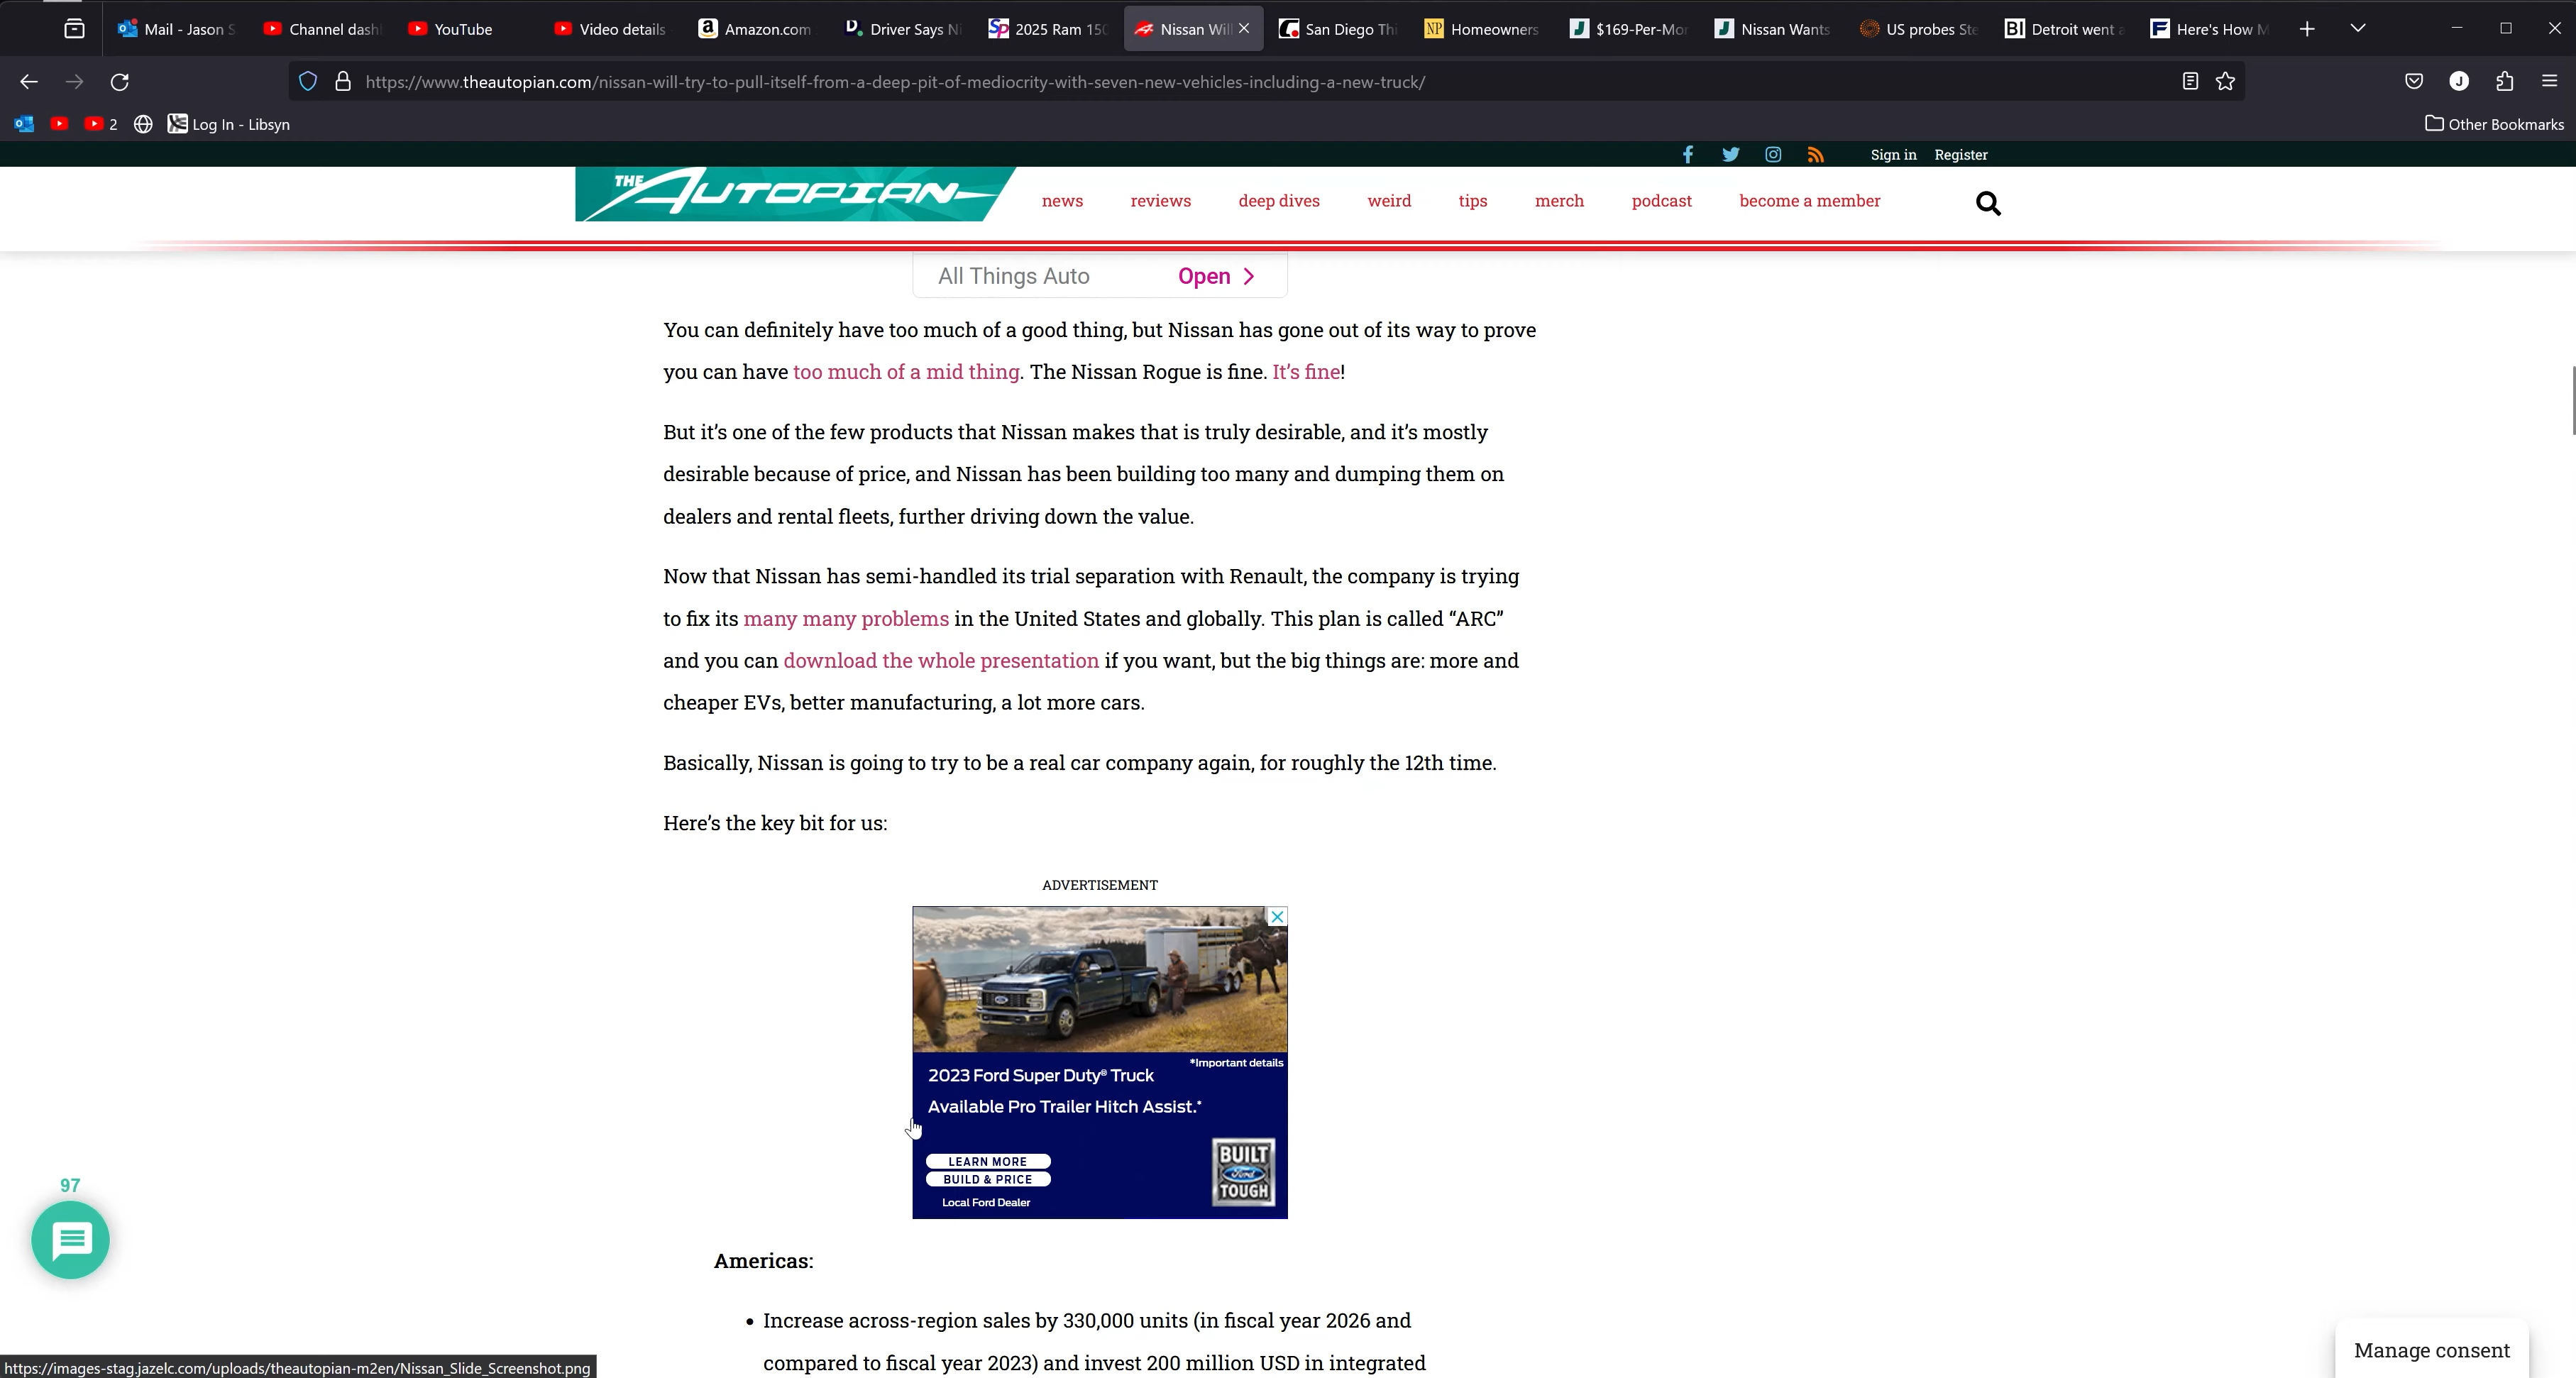 Mail - Jason S
Channel dash
YouTube
Video details
Amazon.com
Driver Says Ni
2025 Ram 150
Nissan Will
San Diego Thi
Homeowners
$169-Per-Mor
Nissan Wants
US probes Ste
Detroit went a
Here's How M
https://www.theautopian.com/nissan-will-try-to-pull-itself-from-a-deep-pit-of-mediocrity-with-seven-new-vehicles-including-a-new-truck/
J
2
Log In - Libsyn
Other Bookmarks
Sign in
Register
THE AUTOPIAN
news
reviews
deep dives
weird
tips
merch
podcast
become a member
All Things Auto
Open
You can definitely have too much of a good thing, but Nissan has gone out of its way to prove
you can have too much of a mid thing. The Nissan Rogue is fine. It’s fine!
But it’s one of the few products that Nissan makes that is truly desirable, and it’s mostly
desirable because of price, and Nissan has been building too many and dumping them on
dealers and rental fleets, further driving down the value.
Now that Nissan has semi-handled its trial separation with Renault, the company is trying
to fix its many many problems in the United States and globally. This plan is called “ARC”
and you can download the whole presentation if you want, but the big things are: more and
cheaper EVs, better manufacturing, a lot more cars.
Basically, Nissan is going to try to be a real car company again, for roughly the 12th time.
Here’s the key bit for us:
ADVERTISEMENT
*Important details
2023 Ford Super Duty® Truck
Available Pro Trailer Hitch Assist.*
LEARN MORE
BUILD & PRICE
Local Ford Dealer
BUILT
Ford
TOUGH
97
Americas:
• Increase across-region sales by 330,000 units (in fiscal year 2026 and
compared to fiscal year 2023) and invest 200 million USD in integrated
https://images-stag.jazelc.com/uploads/theautopian-m2en/Nissan_Slide_Screenshot.png
Manage consent